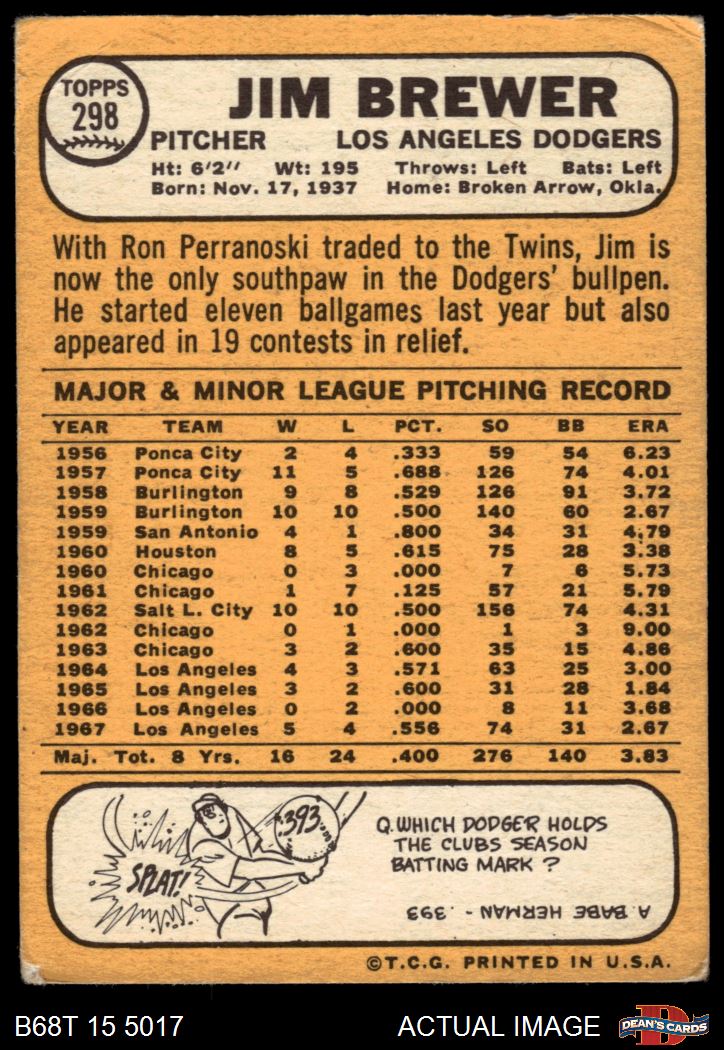 TOPPS
298
JIM BREWER
PITCHER LOS ANGELES DODGERS
Ht: 6'2" Wt: 195 Throws: Left Bats: Left
Born: Nov. 17, 1937 Home: Broken Arrow, Okla.
With Ron Perranoski traded to the Twins, Jim is
now the only southpaw in the Dodgers' bullpen.
He started eleven ballgames last year but also
appeared in 19 contests in relief.
MAJOR & MINOR LEAGUE PITCHING RECORD
YEAR TEAM W L PCT. SO BB ERA
1956 Ponca City 2 4 .333 59 54 6.23
1957 Ponca City 11 5 .688 126 74 4.01
1958 Burlington 9 8 .529 126 91 3.72
1959 Burlington 10 10 .500 140 60 2.67
1959 San Antonio 4 1 .800 34 31 4.79
1960 Houston 8 5 .615 75 28 3.38
1960 Chicago 0 3 .000 7 6 5.73
1961 Chicago 1 7 .125 57 21 5.79
1962 Salt L. City 10 10 .500 156 74 4.31
1962 Chicago 0 1 .000 1 3 9.00
1963 Chicago 3 2 .600 35 15 4.86
1964 Los Angeles 4 3 .571 63 25 3.00
1965 Los Angeles 3 2 .600 31 28 1.84
1966 Los Angeles 0 2 .000 8 11 3.68
1967 Los Angeles 5 4 .556 74 31 2.67
Maj. Tot. 8 Yrs. 16 24 .400 276 140 3.83
SPLAT!
.393
Q. WHICH DODGER HOLDS
THE CLUBS SEASON
BATTING MARK ?
A. BABE HERMAN - .393
©T.C.G. PRINTED IN U.S.A.
B68T 15 5017 ACTUAL IMAGE
D
DEAN'S CARDS